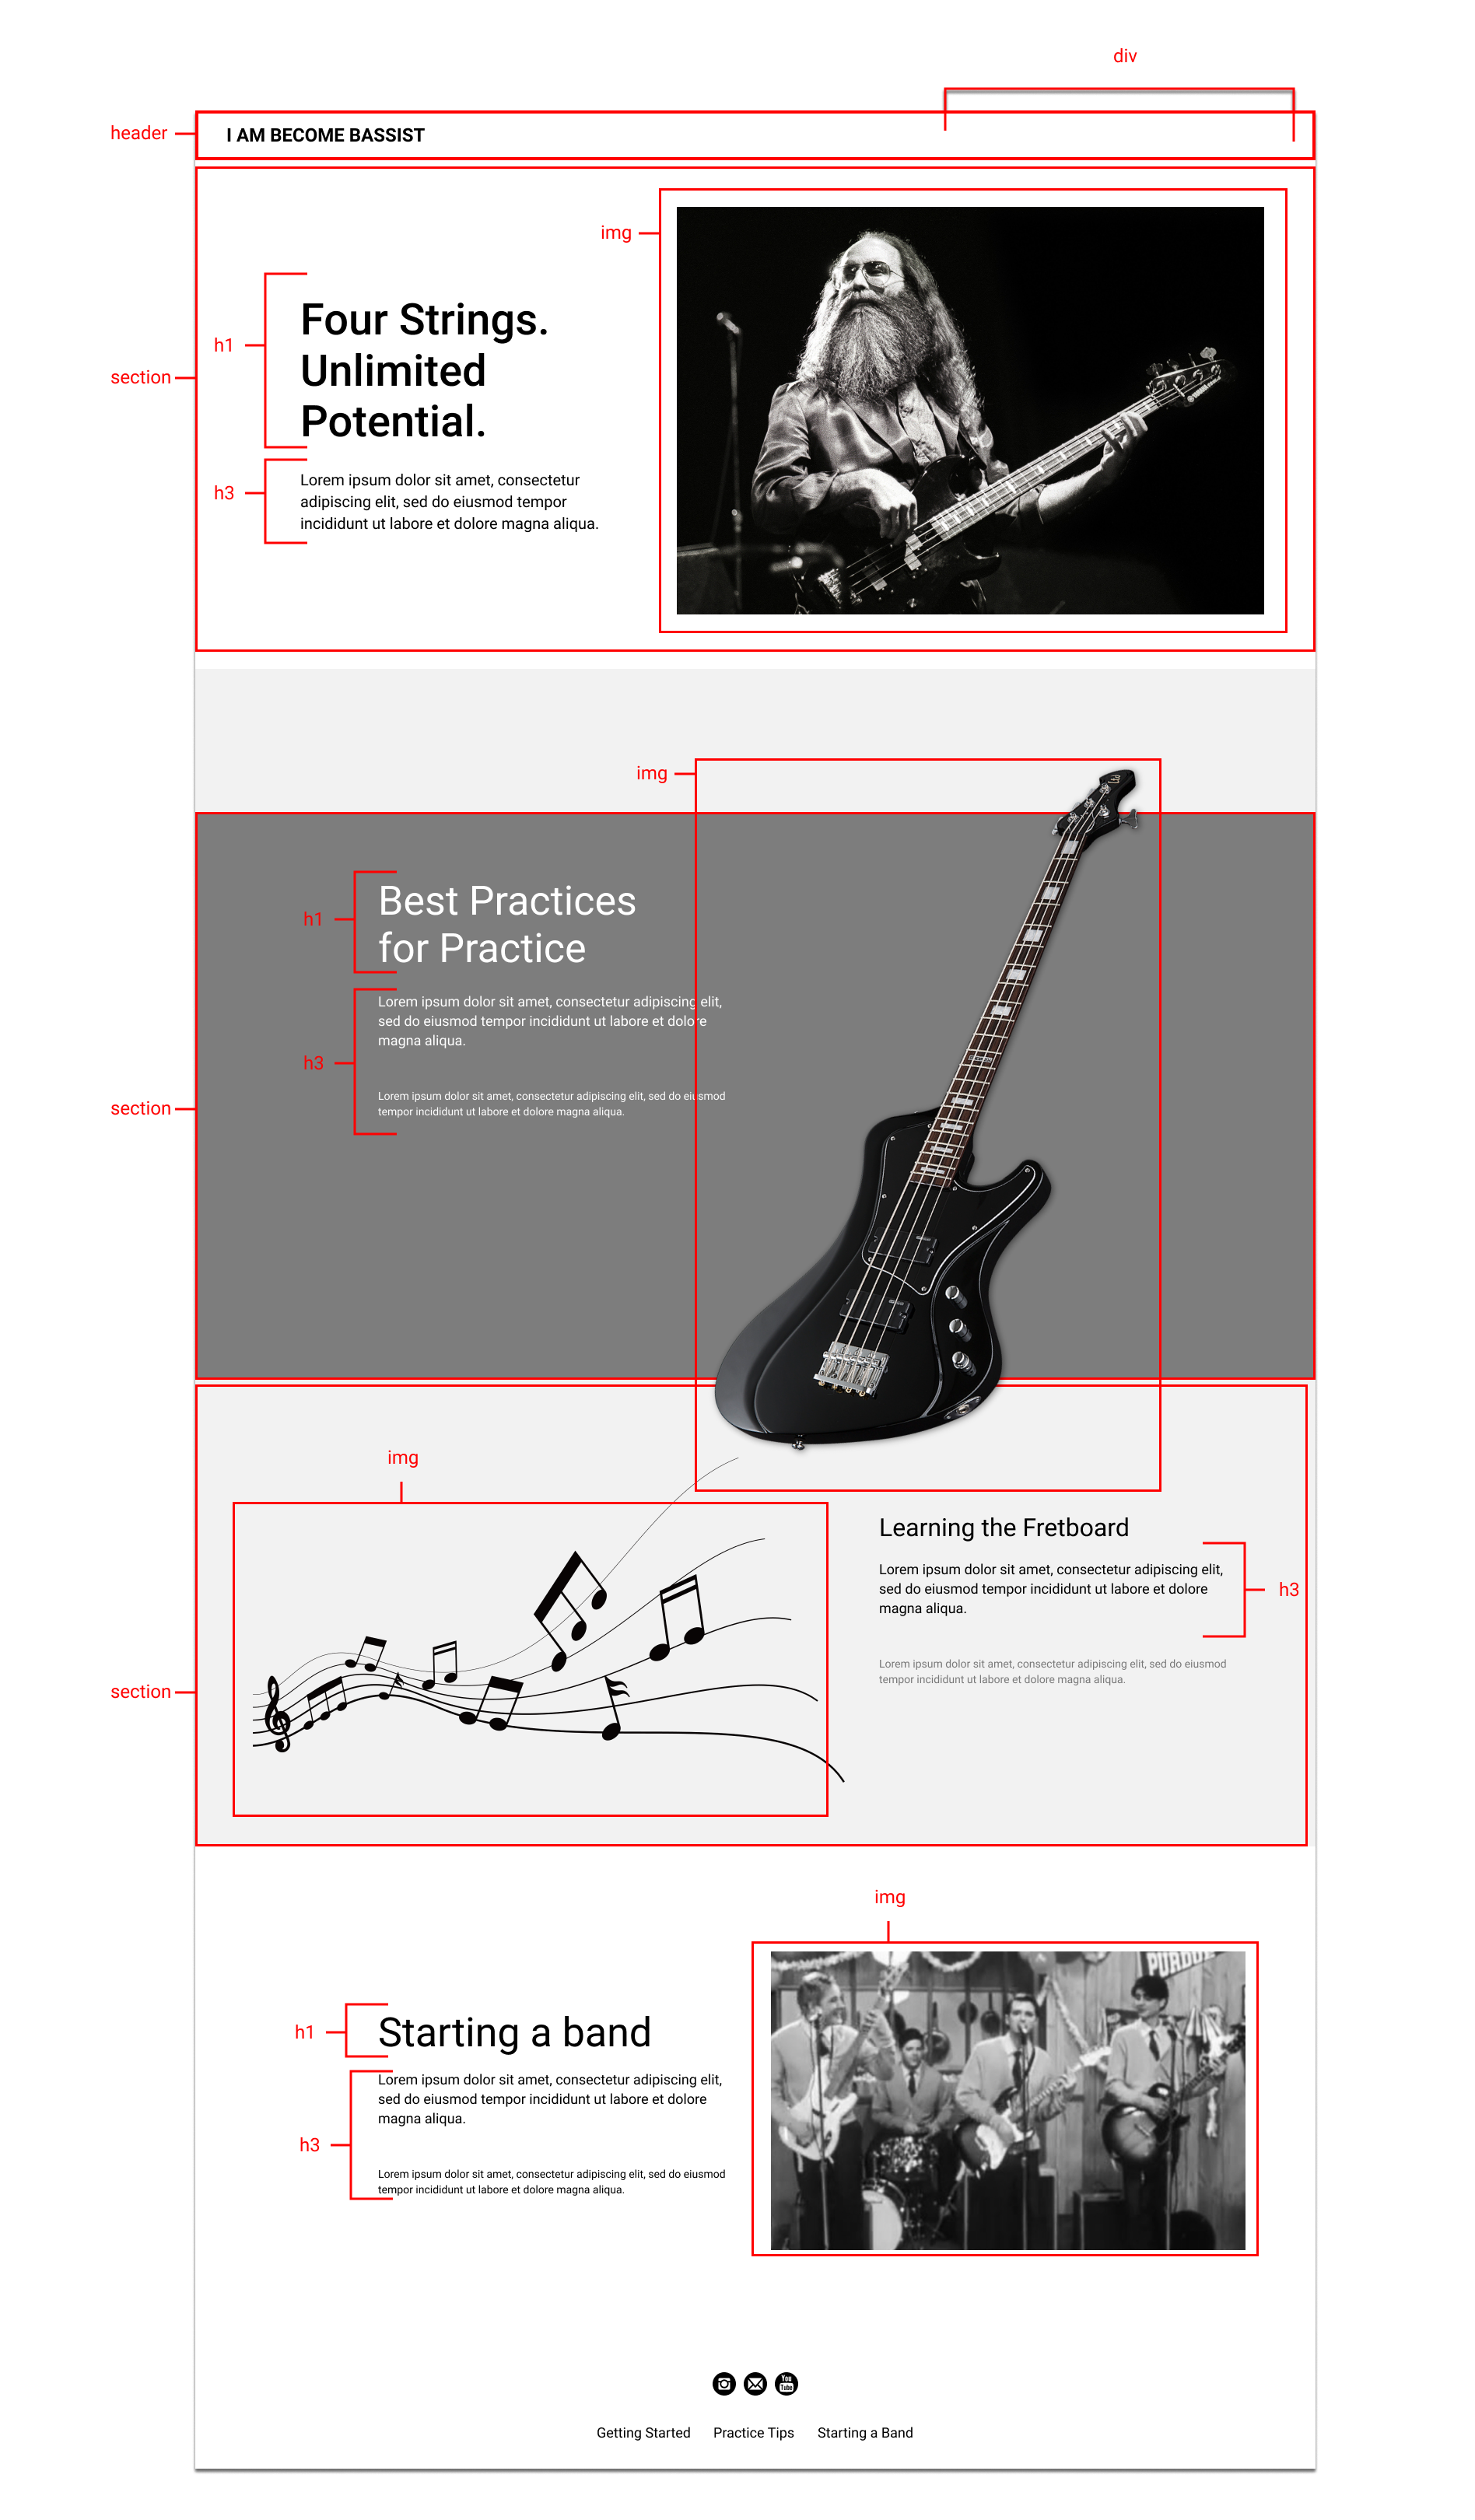 div
header
I AM BECOME BASSIST
img
h1
Four Strings.
Unlimited
Potential.
section
h3
Lorem ipsum dolor sit amet, consectetur
adipiscing elit, sed do eiusmod tempor
incididunt ut labore et dolore magna aliqua.
img
h1
Best Practices
for Practice
h3
Lorem ipsum dolor sit amet, consectetur adipiscing elit,
sed do eiusmod tempor incididunt ut labore et dolore
magna aliqua.
Lorem ipsum dolor sit amet, consectetur adipiscing elit, sed do eiusmod
tempor incididunt ut labore et dolore magna aliqua.
section
img
Learning the Fretboard
Lorem ipsum dolor sit amet, consectetur adipiscing elit,
sed do eiusmod tempor incididunt ut labore et dolore
magna aliqua.
h3
Lorem ipsum dolor sit amet, consectetur adipiscing elit, sed do eiusmod
tempor incididunt ut labore et dolore magna aliqua.
section
img
PURDUE
h1
Starting a band
h3
Lorem ipsum dolor sit amet, consectetur adipiscing elit,
sed do eiusmod tempor incididunt ut labore et dolore
magna aliqua.
Lorem ipsum dolor sit amet, consectetur adipiscing elit, sed do eiusmod
tempor incididunt ut labore et dolore magna aliqua.
You
Tube
Getting Started Practice Tips Starting a Band